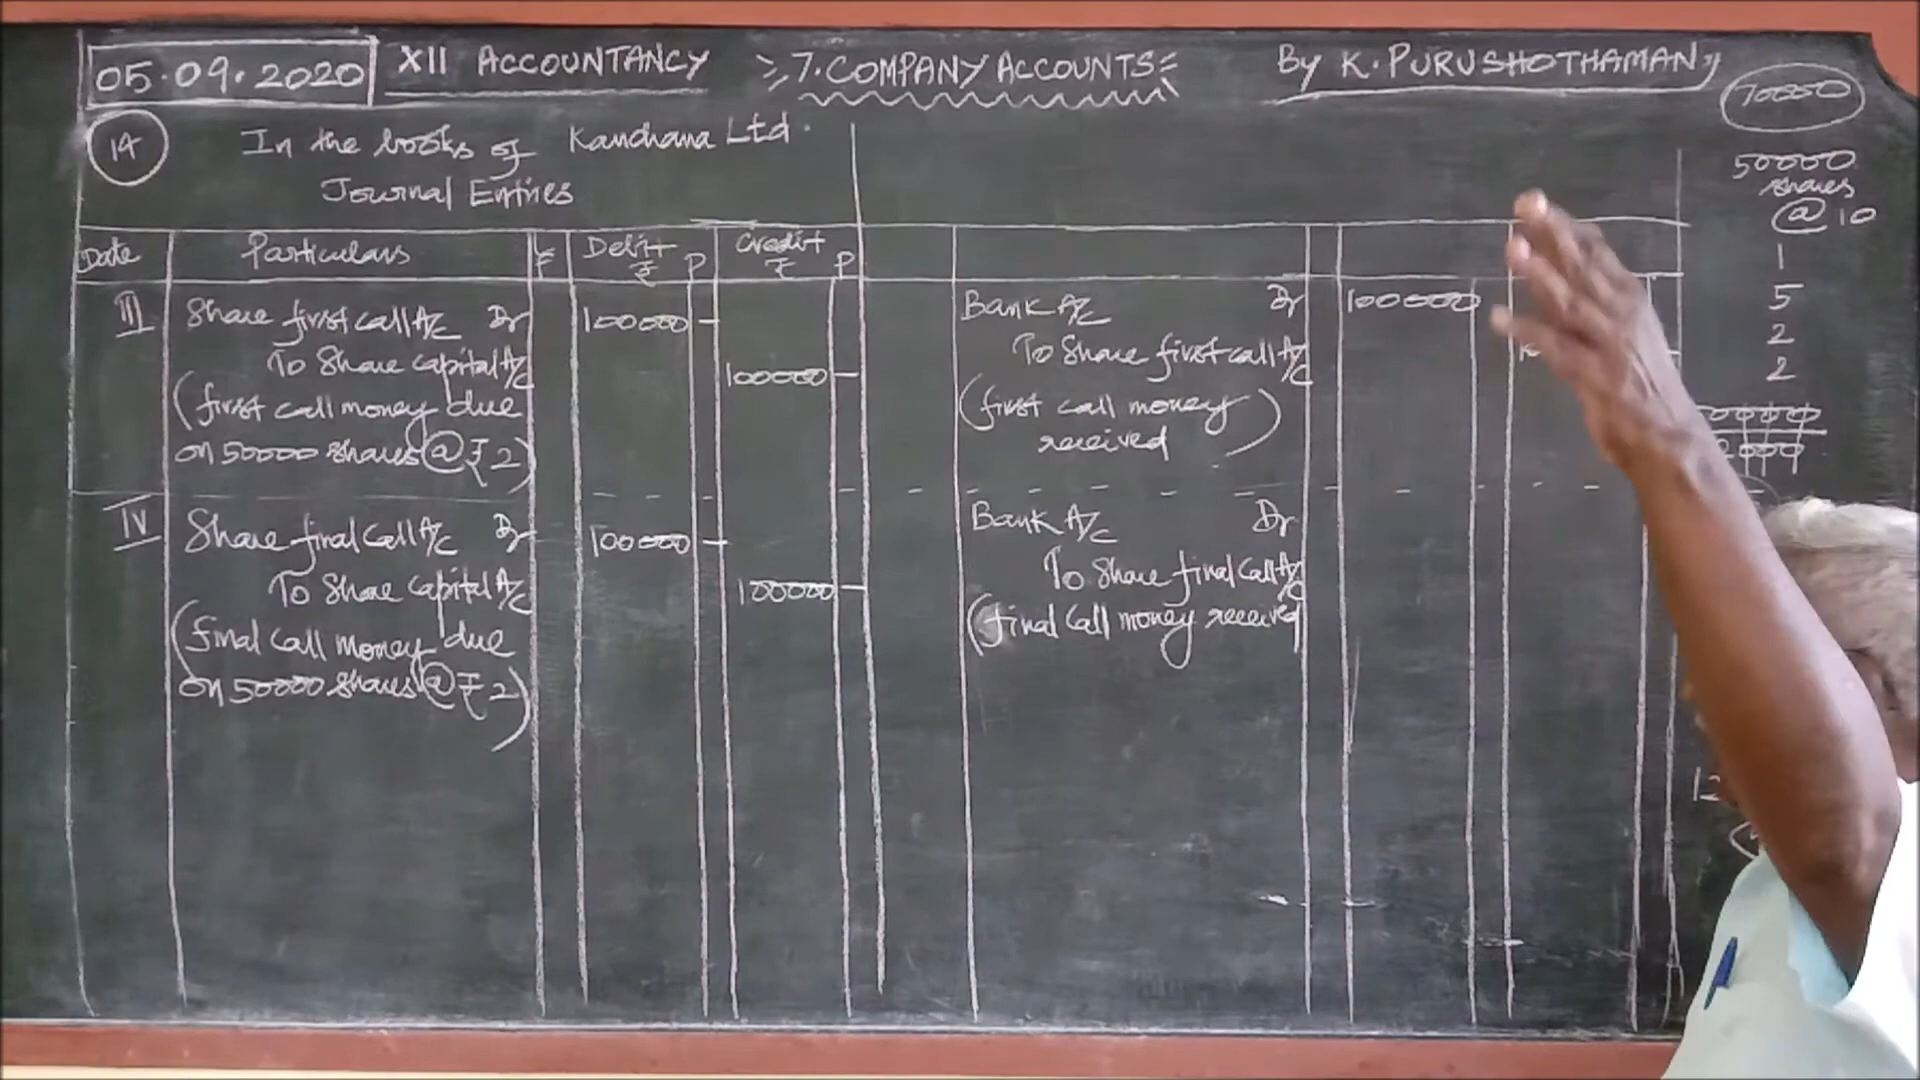 05.09.2020
XII ACCOUNTANCY
7. COMPANY ACCOUNTS
By K. PURUSHOTHAMAN
14
In the books of Kanchana Ltd.
Journal Entries
Date Particulars F Debit ₹ P Credit ₹ P
III Share first call A/c Dr 100000 -
To Share capital A/c 100000 -
(first call money due
on 50000 shares @ ₹ 2)
IV Share final call A/c Dr 100000 -
To Share capital A/c 100000 -
(final call money due
on 50000 shares @ ₹ 2)
Bank A/c Dr 100000
To Share first call A/c
(first call money
received)
Bank A/c Dr
To Share final call A/c
(final call money received
70000
50000
shares
@ 10
1
5
2
2